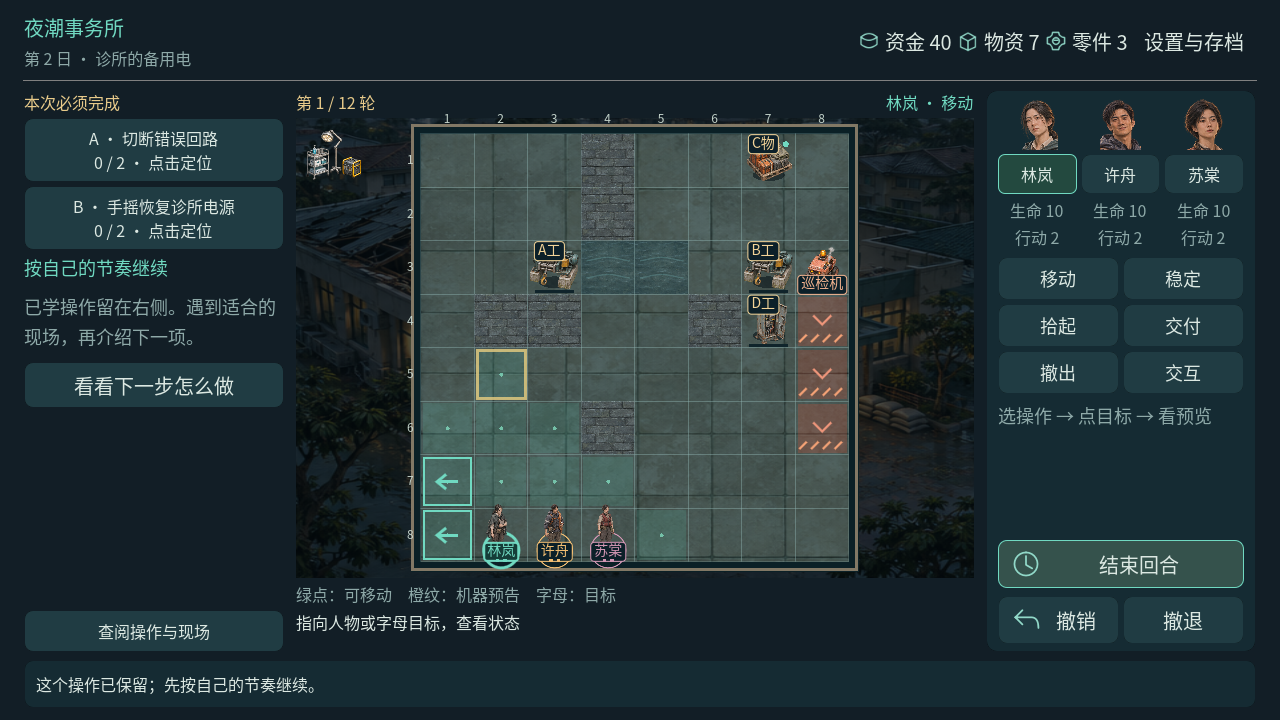 夜潮事务所
第 2 日 · 诊所的备用电
资金 40 物资 7 零件 3 设置与存档
本次必须完成
A · 切断错误回路
0 / 2 · 点击定位
B · 手摇恢复诊所电源
0 / 2 · 点击定位
按自己的节奏继续
已学操作留在右侧。遇到适合的
现场，再介绍下一项。
看看下一步怎么做
查阅操作与现场
第 1 / 12 轮
林岚 · 移动
1 2 3 4 5 6 7 8
1
2
3
4
5
6
7
8
C物
A工
B工
巡检机
D工
林岚
许舟
苏棠
绿点：可移动 橙纹：机器预告 字母：目标
指向人物或字母目标，查看状态
林岚 许舟 苏棠
生命 10 生命 10 生命 10
行动 2 行动 2 行动 2
移动 稳定
拾起 交付
撤出 交互
选操作 → 点目标 → 看预览
结束回合
撤销 撤退
这个操作已保留；先按自己的节奏继续。